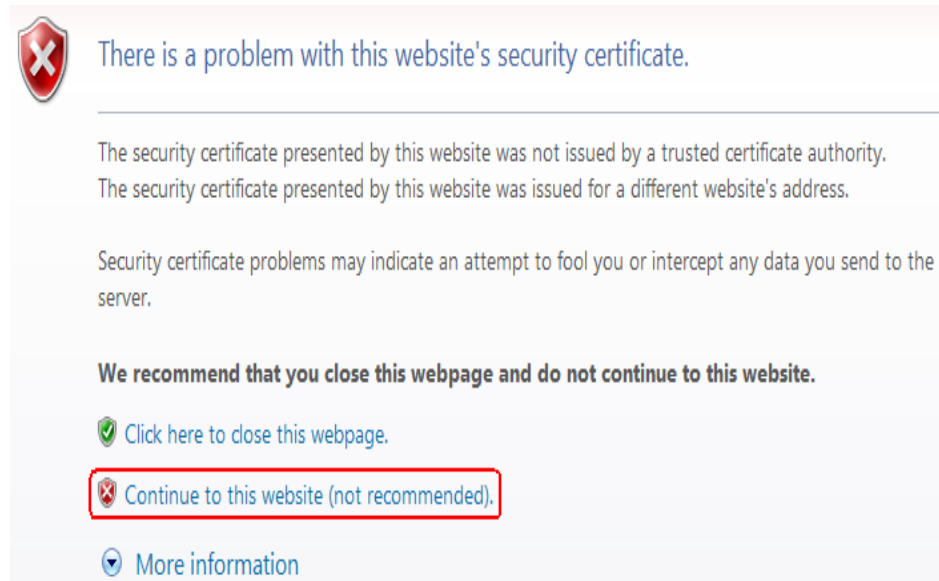 There is a problem with this website's security certificate.
The security certificate presented by this website was not issued by a trusted certificate authority.
The security certificate presented by this website was issued for a different website's address.
Security certificate problems may indicate an attempt to fool you or intercept any data you send to the
server.
We recommend that you close this webpage and do not continue to this website.
Click here to close this webpage.
Continue to this website (not recommended).
More information